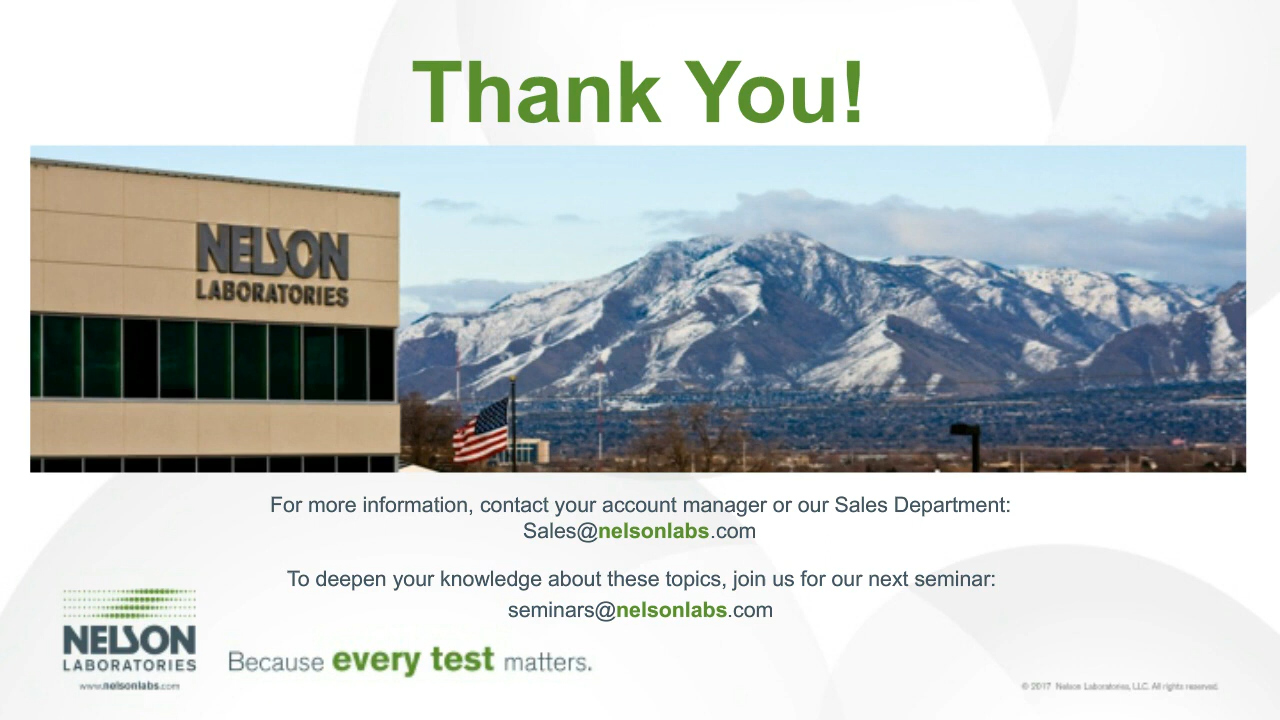 Thank You!
NELSON
LABORATORIES
For more information, contact your account manager or our Sales Department:
Sales@nelsonlabs.com
To deepen your knowledge about these topics, join us for our next seminar:
seminars@nelsonlabs.com
NELSON
LABORATORIES
www.nelsonlabs.com
Because every test matters.
© 2017 Nelson Laboratories, LLC. All rights reserved.